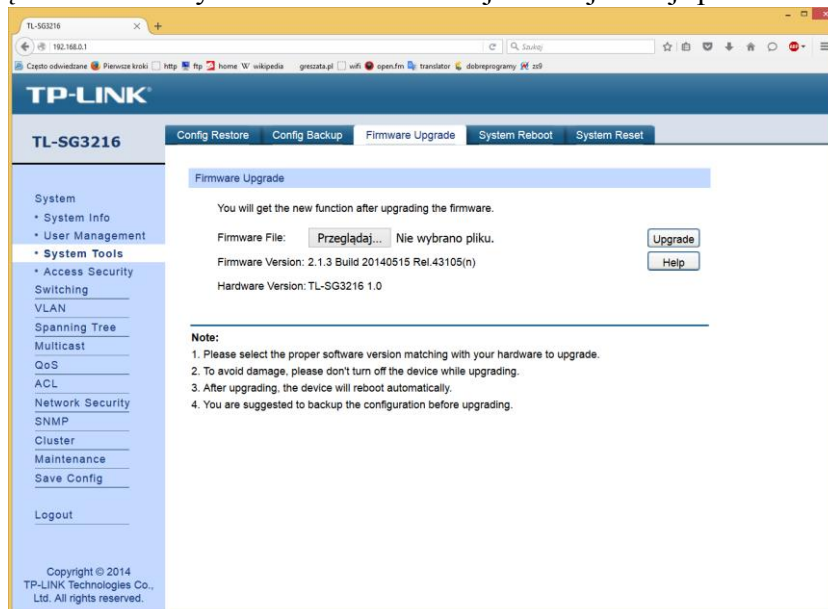 TL-SG3216
192.168.0.1
Szukaj
Często odwiedzane Pierwsze kroki http ftp home wikipedia greszata.pl wifi open.fm translator dobreprogramy zs9
TP-LINK
TL-SG3216
Config Restore Config Backup Firmware Upgrade System Reboot System Reset
Firmware Upgrade
You will get the new function after upgrading the firmware.
Firmware File: Przeglądaj... Nie wybrano pliku. Upgrade
Firmware Version: 2.1.3 Build 20140515 Rel.43105(n) Help
Hardware Version: TL-SG3216 1.0
Note:
1. Please select the proper software version matching with your hardware to upgrade.
2. To avoid damage, please don't turn off the device while upgrading.
3. After upgrading, the device will reboot automatically.
4. You are suggested to backup the configuration before upgrading.
System
• System Info
• User Management
• System Tools
• Access Security
Switching
VLAN
Spanning Tree
Multicast
QoS
ACL
Network Security
SNMP
Cluster
Maintenance
Save Config
Logout
Copyright © 2014
TP-LINK Technologies Co.,
Ltd. All rights reserved.